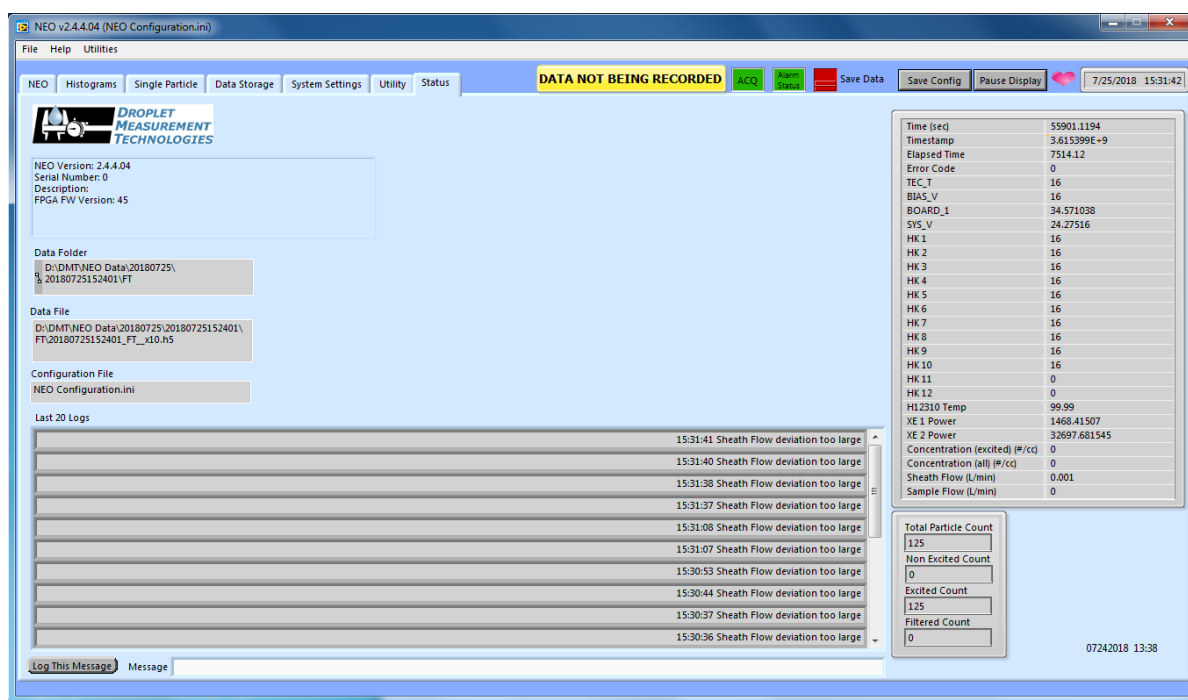 NEO v2.4.4.04 (NEO Configuration.ini)
File Help Utilities
NEO Histograms Single Particle Data Storage System Settings Utility Status
DATA NOT BEING RECORDED
ACQ
Alarm
Status
Save Data
Save Config Pause Display
7/25/2018 15:31:42
DROPLET
MEASUREMENT
TECHNOLOGIES
NEO Version: 2.4.4.04
Serial Number: 0
Description:
FPGA FW Version: 45
Data Folder
D:\DMT\NEO Data\20180725\
20180725152401\FT
Data File
D:\DMT\NEO Data\20180725\20180725152401\
FT\20180725152401_FT__x10.h5
Configuration File
NEO Configuration.ini
Last 20 Logs
15:31:41 Sheath Flow deviation too large
15:31:40 Sheath Flow deviation too large
15:31:38 Sheath Flow deviation too large
15:31:37 Sheath Flow deviation too large
15:31:08 Sheath Flow deviation too large
15:31:07 Sheath Flow deviation too large
15:30:53 Sheath Flow deviation too large
15:30:44 Sheath Flow deviation too large
15:30:37 Sheath Flow deviation too large
15:30:36 Sheath Flow deviation too large
Log This Message Message
Time (sec) 55901.1194
Timestamp 3.615399E+9
Elapsed Time 7514.12
Error Code 0
TEC_T 16
BIAS_V 16
BOARD_1 34.571038
SYS_V 24.27516
HK 1 16
HK 2 16
HK 3 16
HK 4 16
HK 5 16
HK 6 16
HK 7 16
HK 8 16
HK 9 16
HK 10 16
HK 11 0
HK 12 0
H12310 Temp 99.99
XE 1 Power 1468.41507
XE 2 Power 32697.681545
Concentration (excited) (#/cc) 0
Concentration (all) (#/cc) 0
Sheath Flow (L/min) 0.001
Sample Flow (L/min) 0
Total Particle Count
125
Non Excited Count
0
Excited Count
125
Filtered Count
0
07242018 13:38